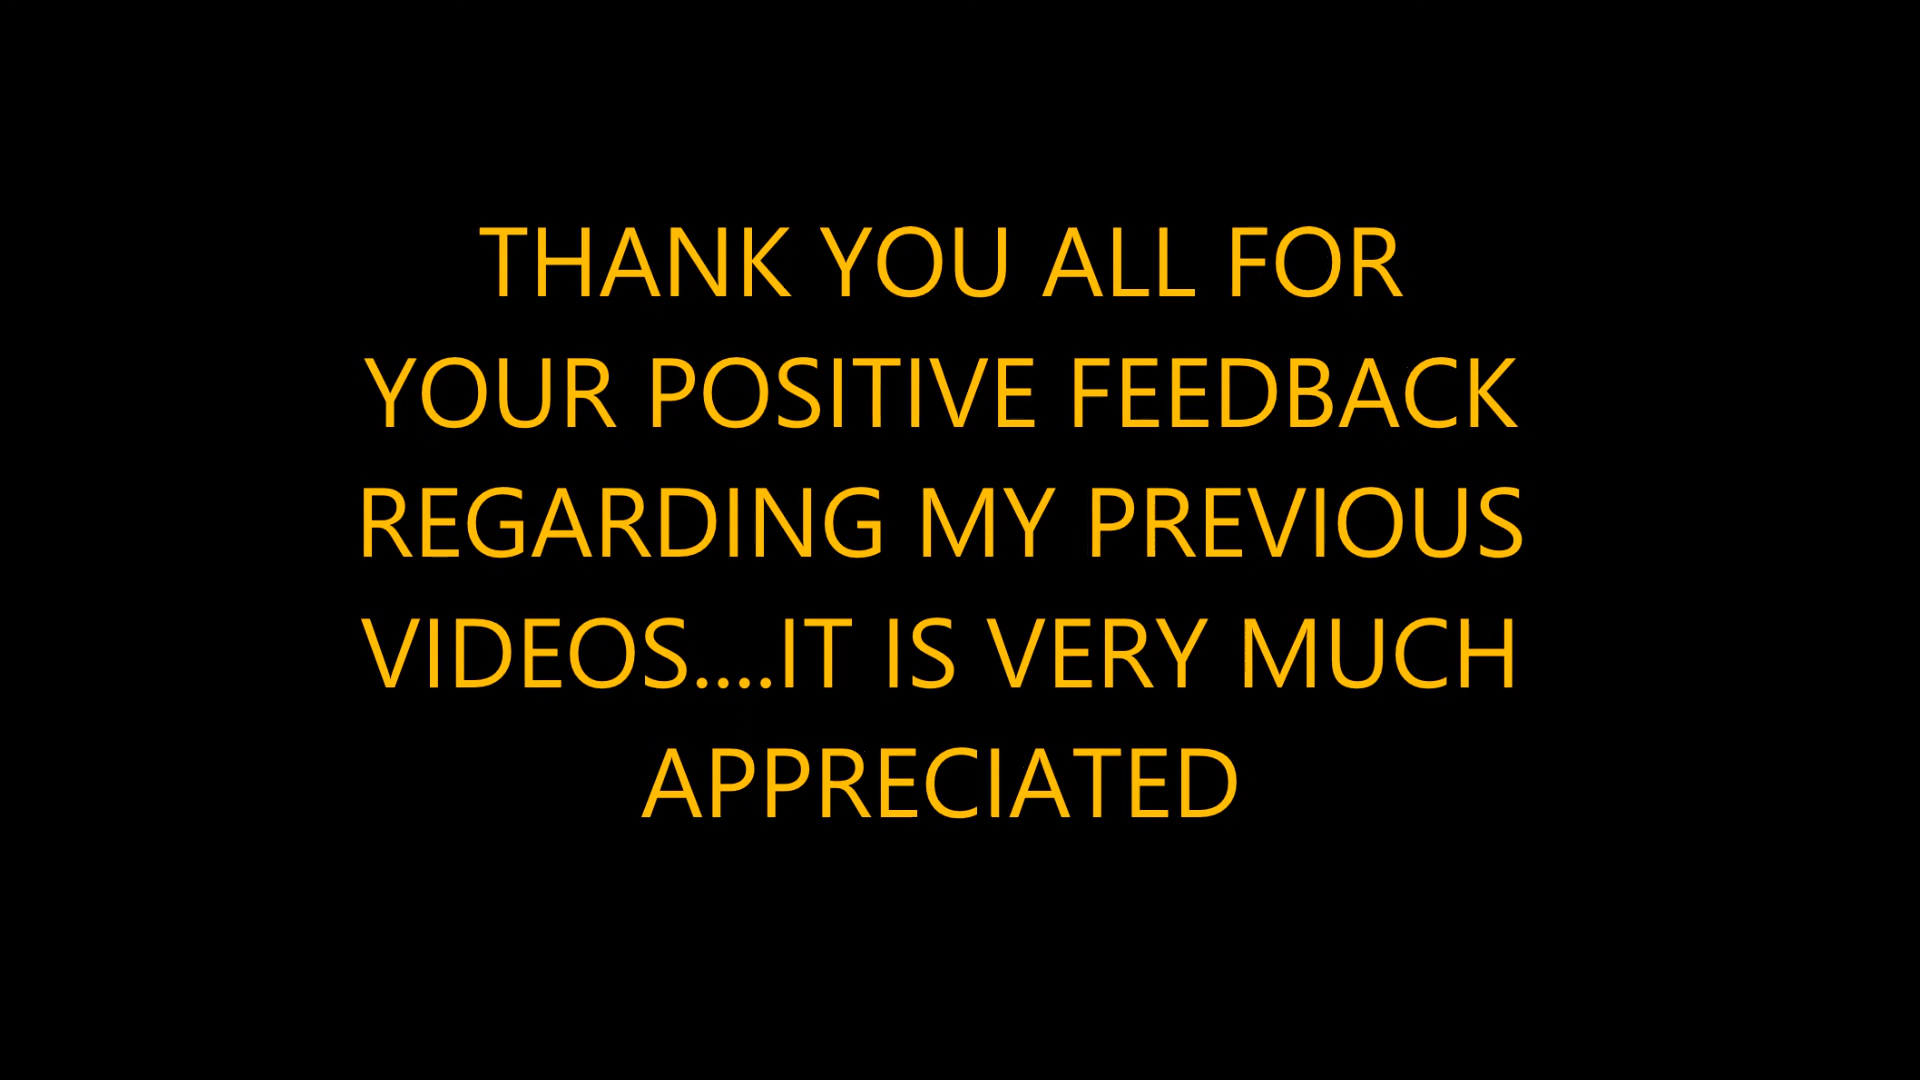 THANK YOU ALL FOR
YOUR POSITIVE FEEDBACK
REGARDING MY PREVIOUS
VIDEOS....IT IS VERY MUCH
APPRECIATED